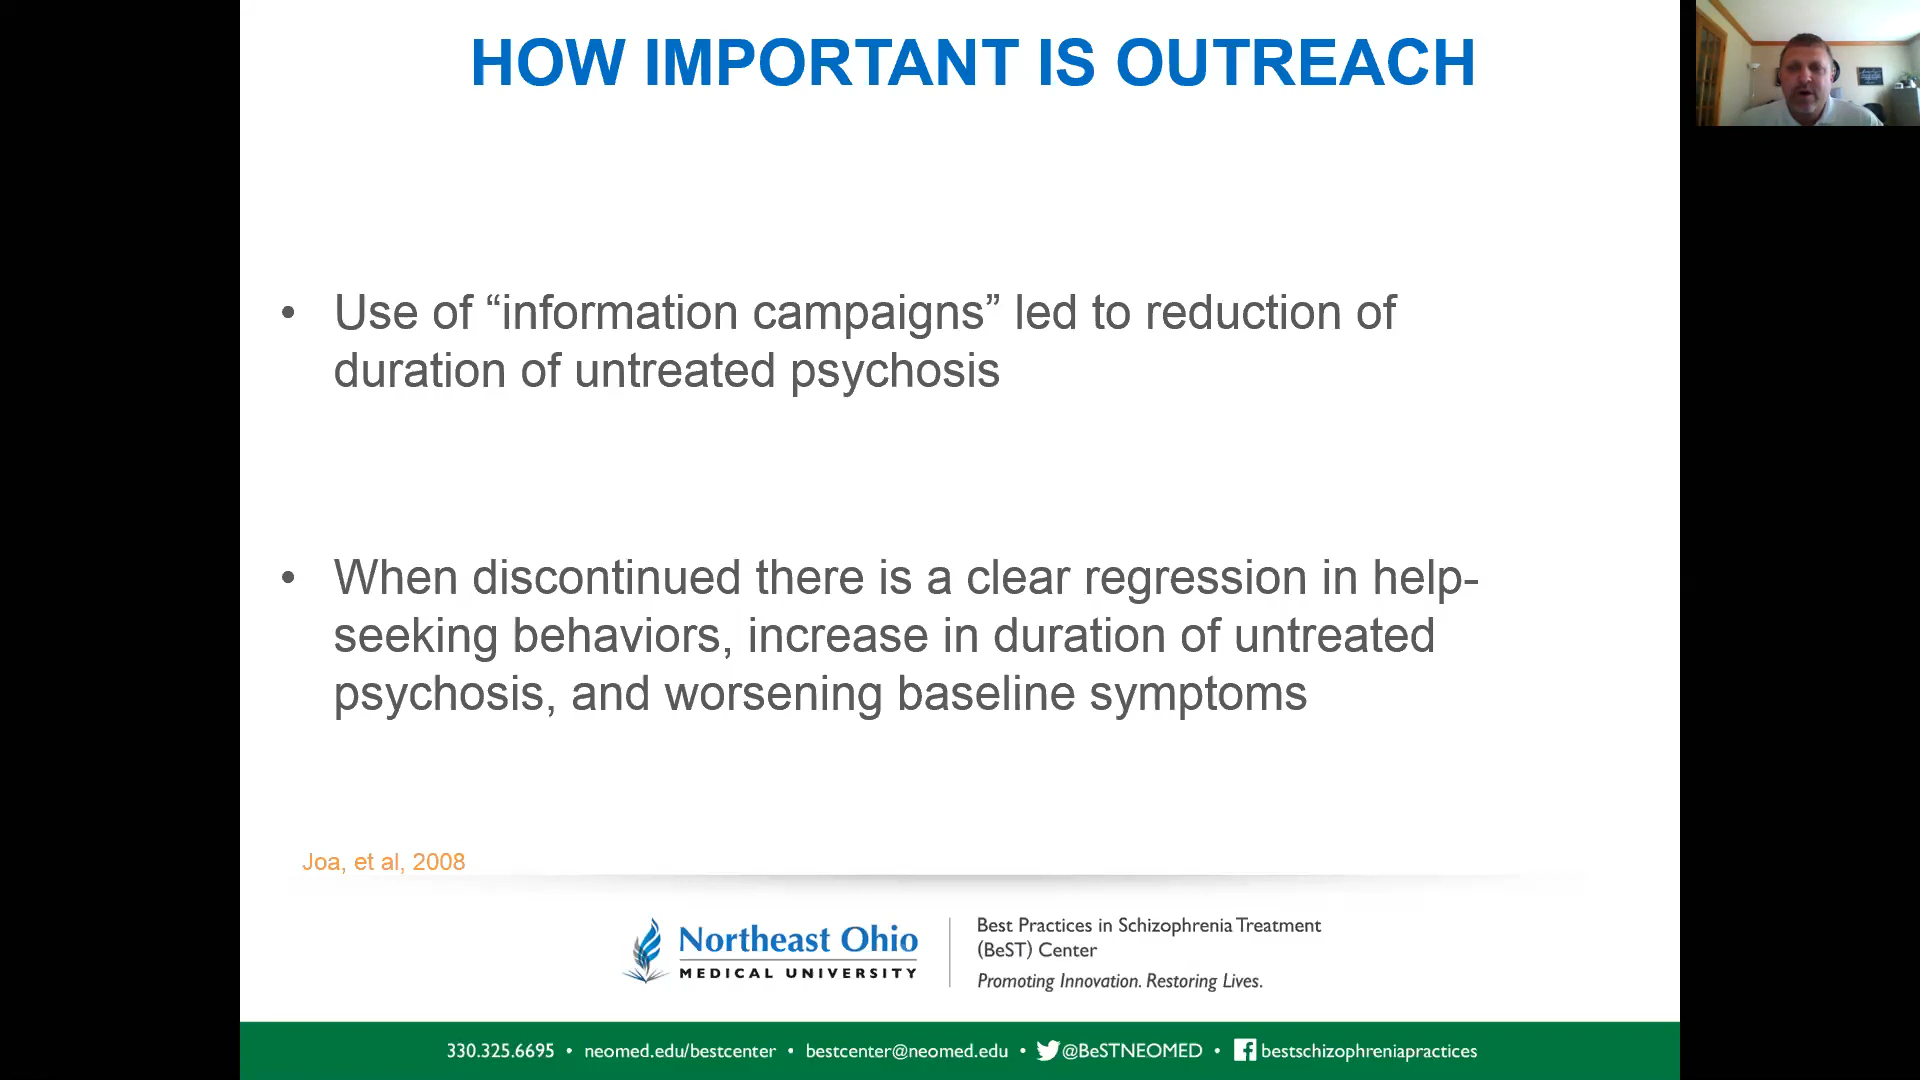 HOW IMPORTANT IS OUTREACH
• Use of “information campaigns” led to reduction of
duration of untreated psychosis
• When discontinued there is a clear regression in help-
seeking behaviors, increase in duration of untreated
psychosis, and worsening baseline symptoms
Joa, et al, 2008
Northeast Ohio
MEDICAL UNIVERSITY
Best Practices in Schizophrenia Treatment
(BeST) Center
Promoting Innovation. Restoring Lives.
330.325.6695 • neomed.edu/bestcenter • bestcenter@neomed.edu • @BeSTNEOMED • bestschizophreniapractices